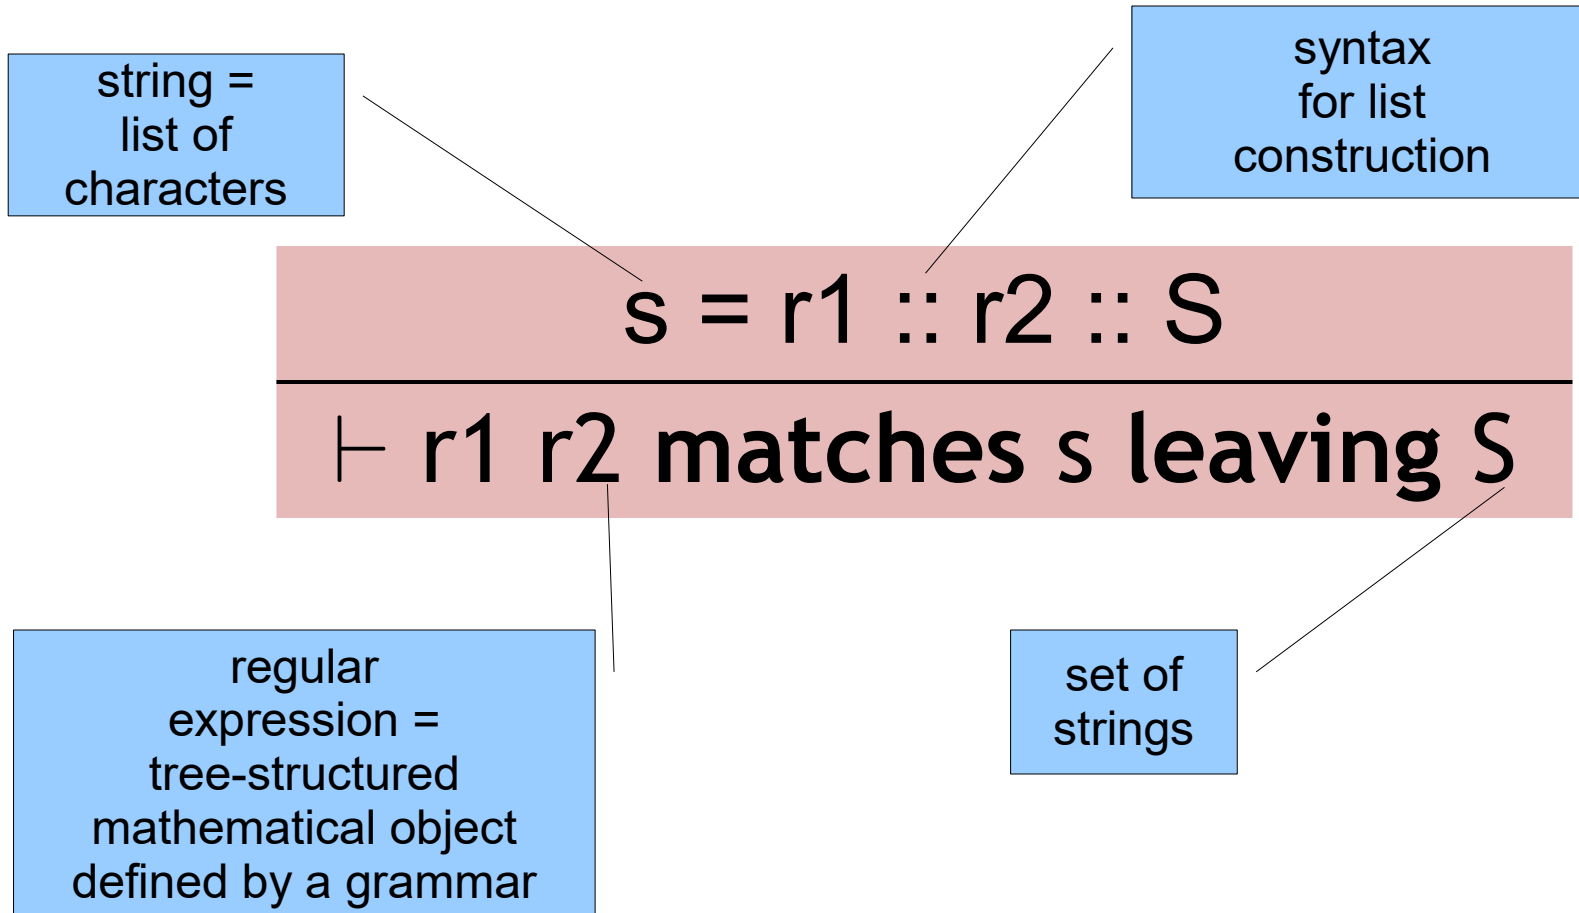 string =
list of
characters
syntax
for list
construction
s = r1 :: r2 :: S
⊢ r1 r2 matches s leaving S
regular
expression =
tree-structured
mathematical object
defined by a grammar
set of
strings